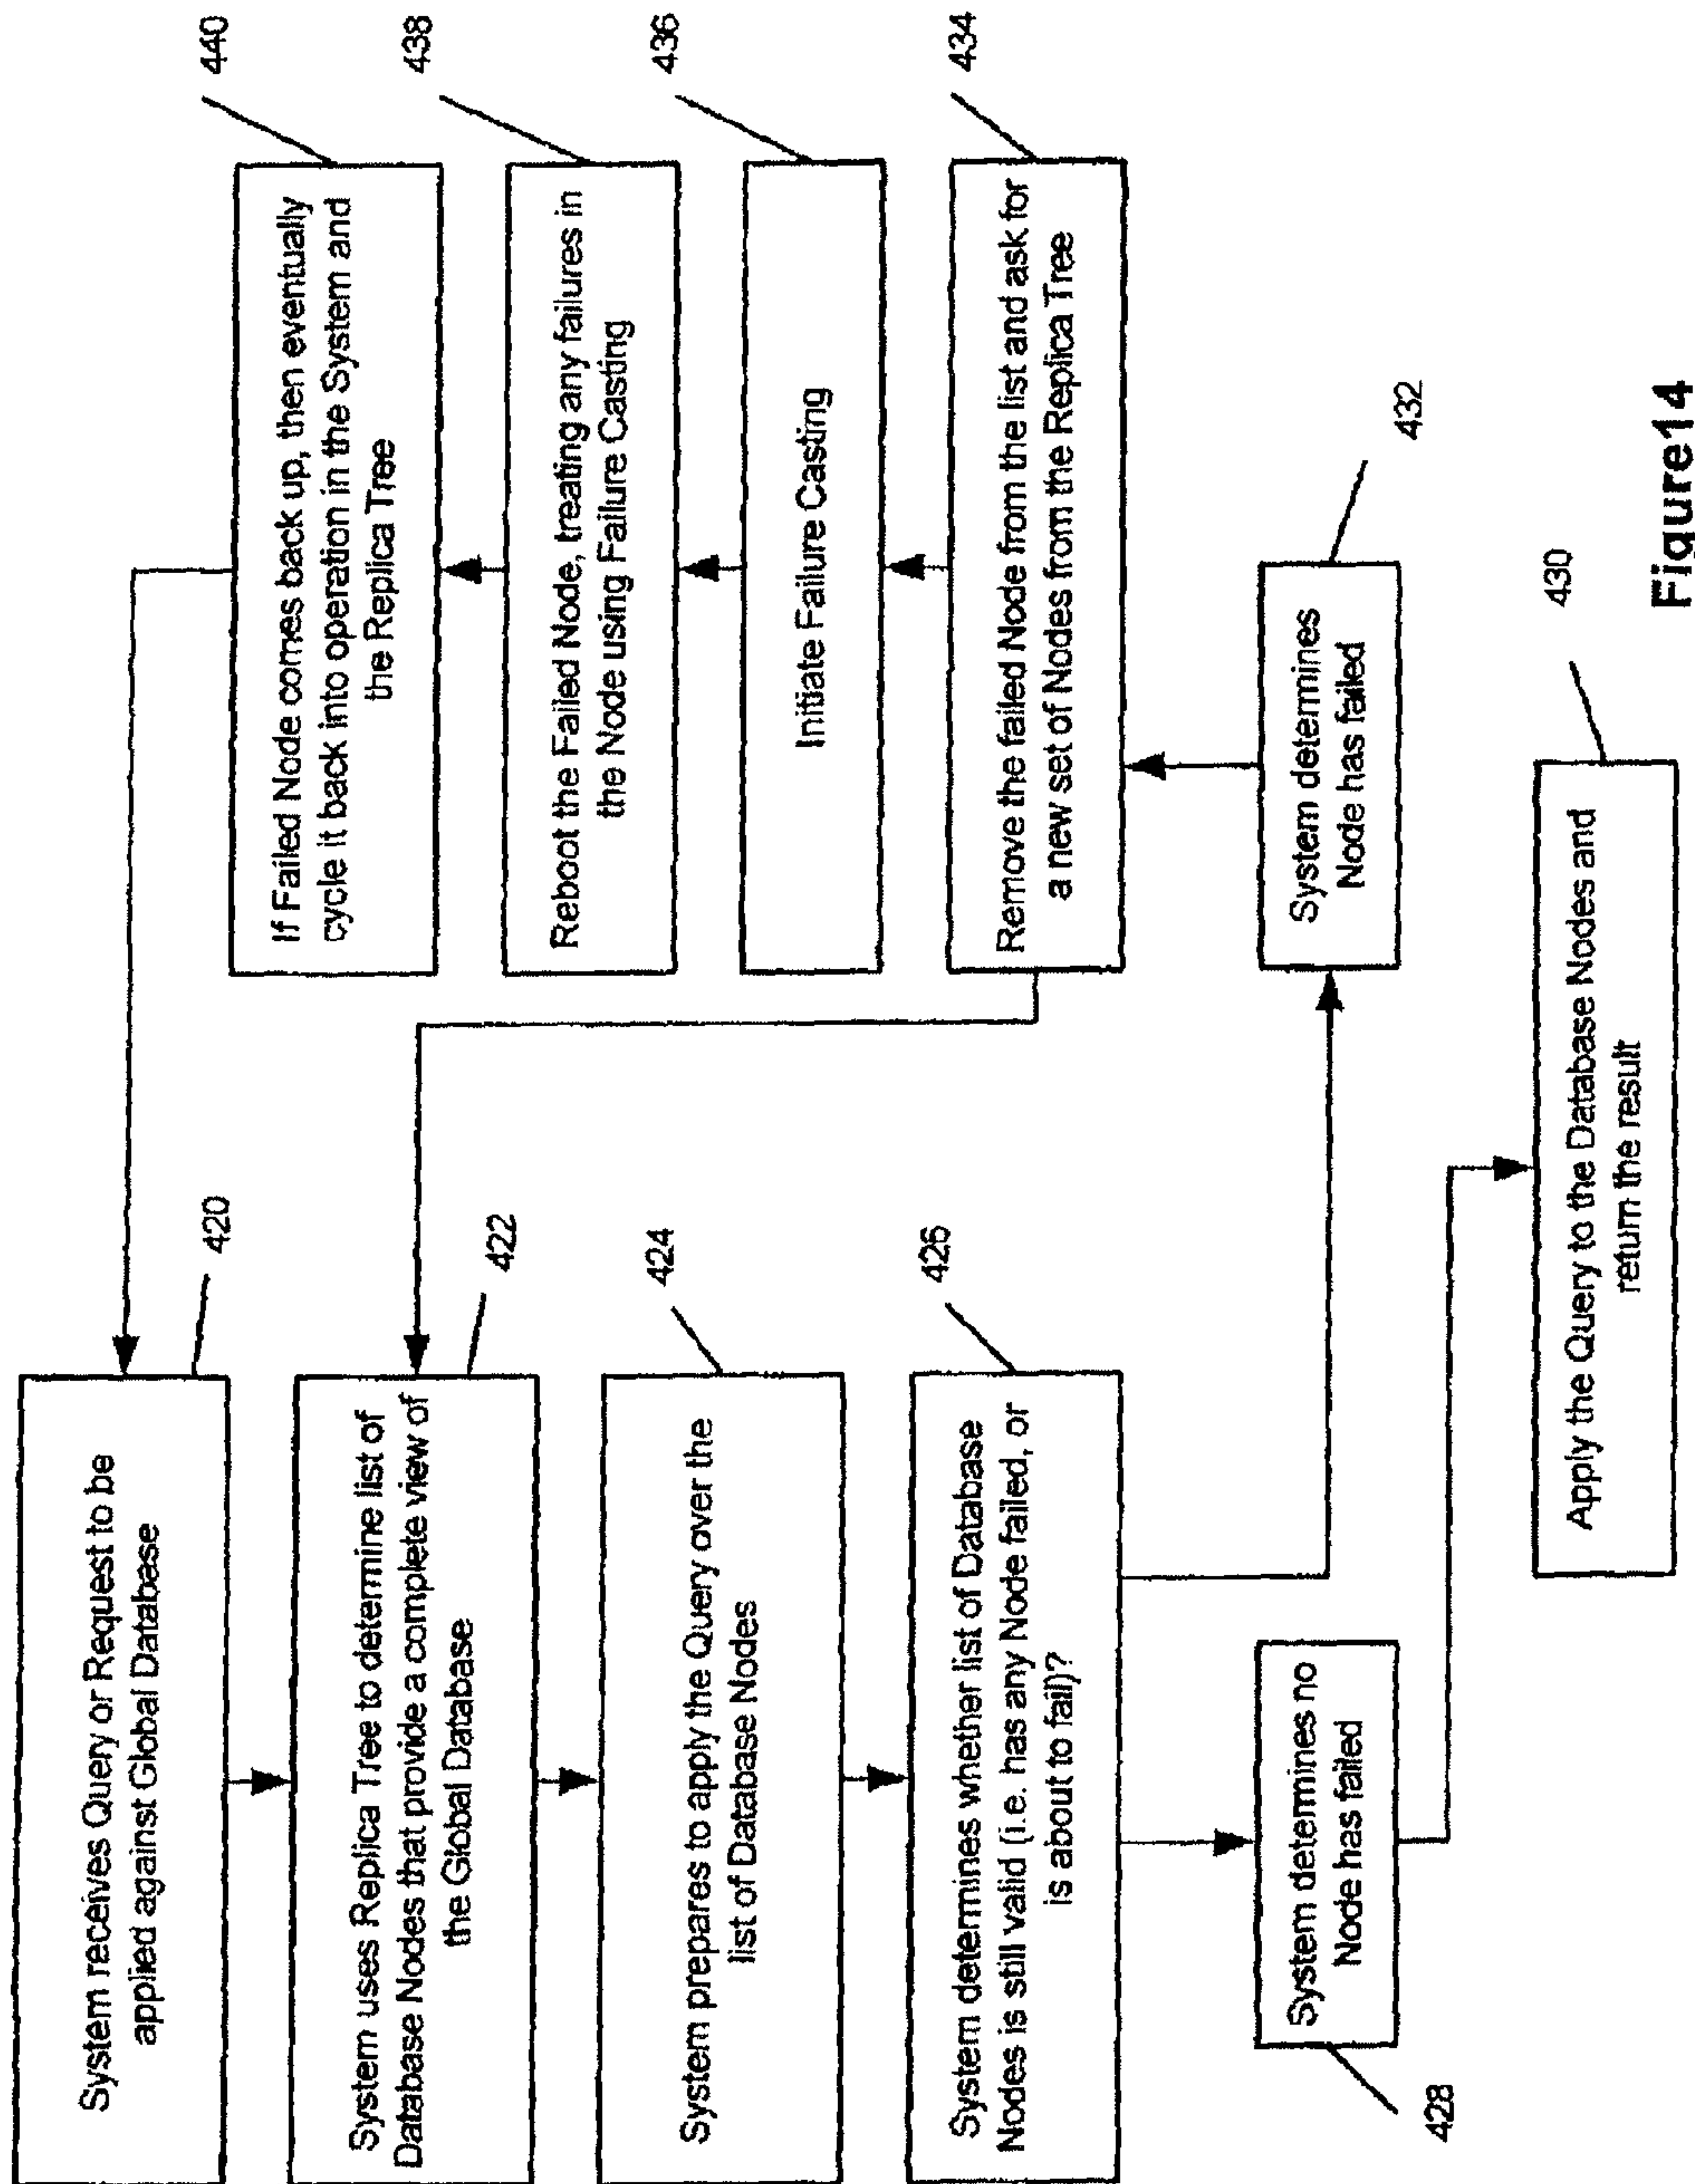 System receives Query or Request to be
applied against Global Database
420
System uses Replica Tree to determine list of
Database Nodes that provide a complete view of
the Global Database
422
System prepares to apply the Query over the
list of Database Nodes
424
System determines whether list of Database
Nodes is still valid (i.e. has any Node failed, or
is about to fail)?
426
System determines no
Node has failed
428
Apply the Query to the Database Nodes and
return the result
430
System determines
Node has failed
432
Remove the failed Node from the list and ask for
a new set of Nodes from the Replica Tree
434
Initiate Failure Casting
436
Reboot the Failed Node, treating any failures in
the Node using Failure Casting
438
If Failed Node comes back up, then eventually
cycle it back into operation in the System and
the Replica Tree
440
Figure14